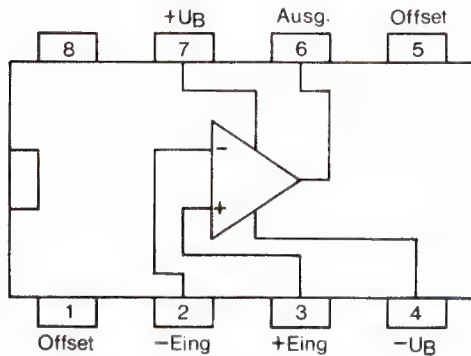 +UB Ausg. Offset
8 7 6 5
-
+
1 2 3 4
Offset −Eing +Eing −UB